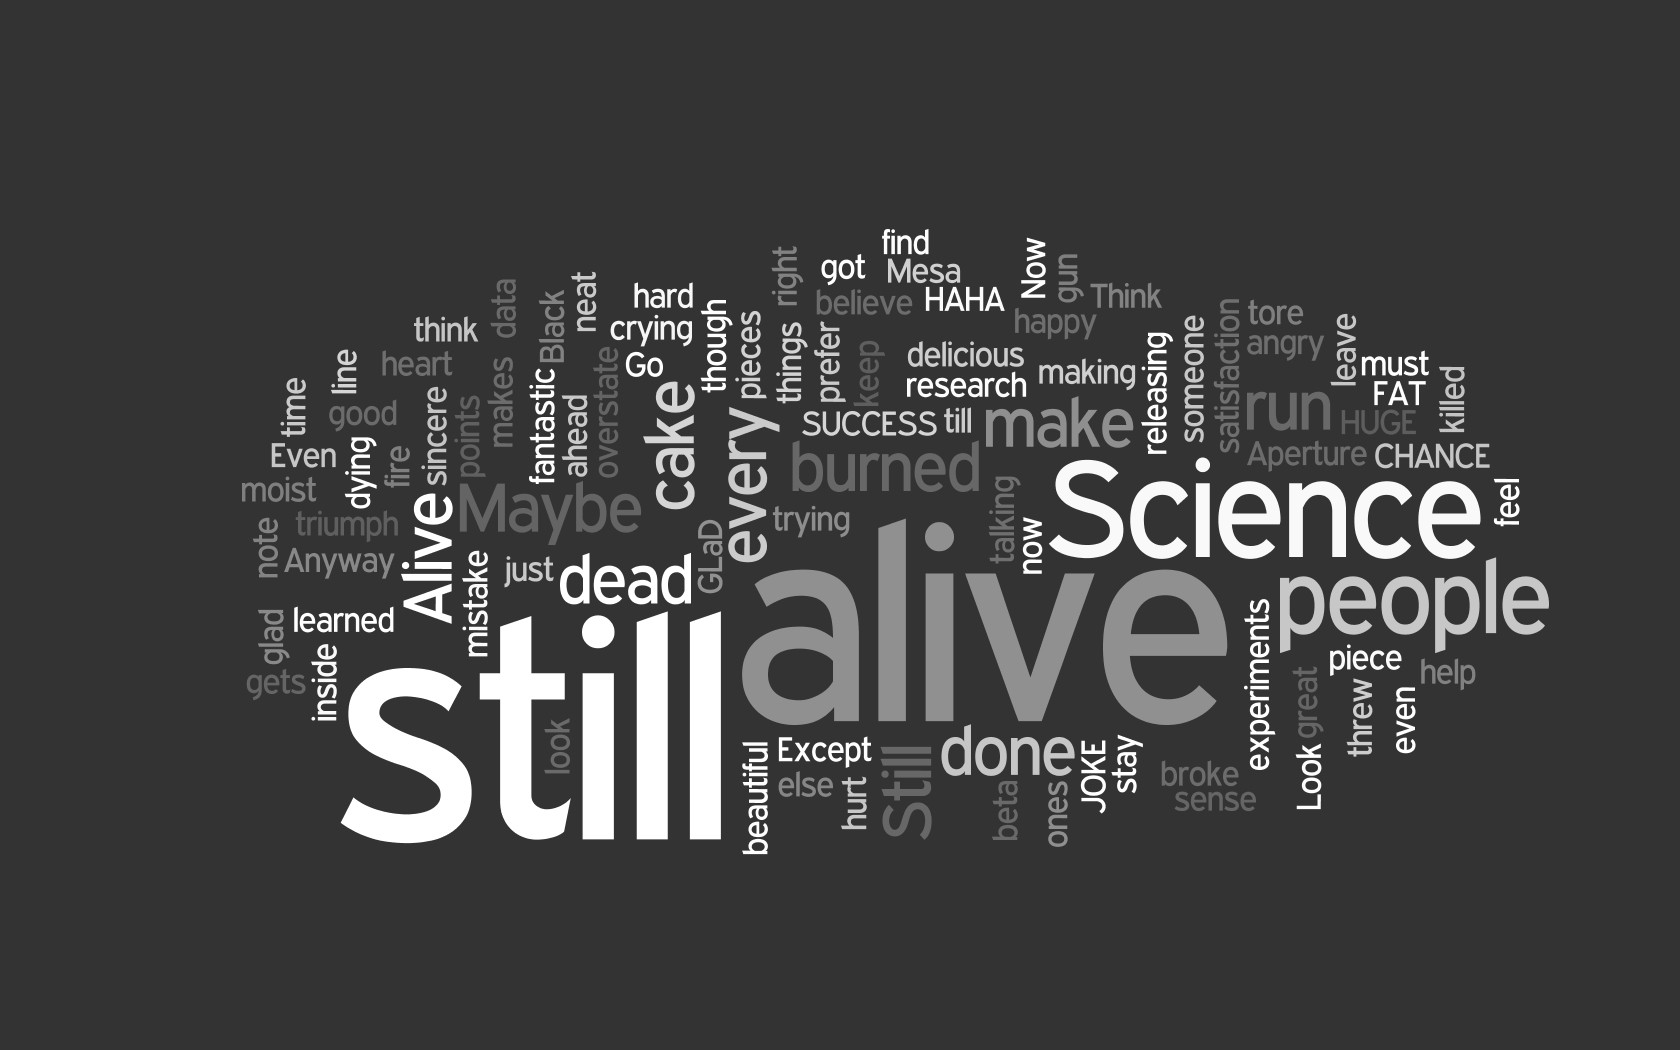 find
got
Mesa
right
Now
gun
HAHA
believe
Think
happy
hard
crying
Go
though
neat
Black
data
think
heart
pieces
things
prefer
keep
delicious
research
making
releasing
someone
satisfaction
tore
angry
leave
must
FAT
killed
line
time
good
makes
points
sincere
fantastic
ahead
overstate
cake
every
SUCCESS
till
make
run
HUGE
Even
dying
fire
moist
burned
Aperture
CHANCE
Science
feel
Maybe
Alive
triumph
note
Anyway
trying
talking
now
GLaD
just
dead
mistake
alive
people
learned
glad
gets
inside
still
look
experiments
piece
help
great
threw
even
Look
done
Except
beautiful
else
hurt
Still
JOKE
stay
beta
ones
broke
sense